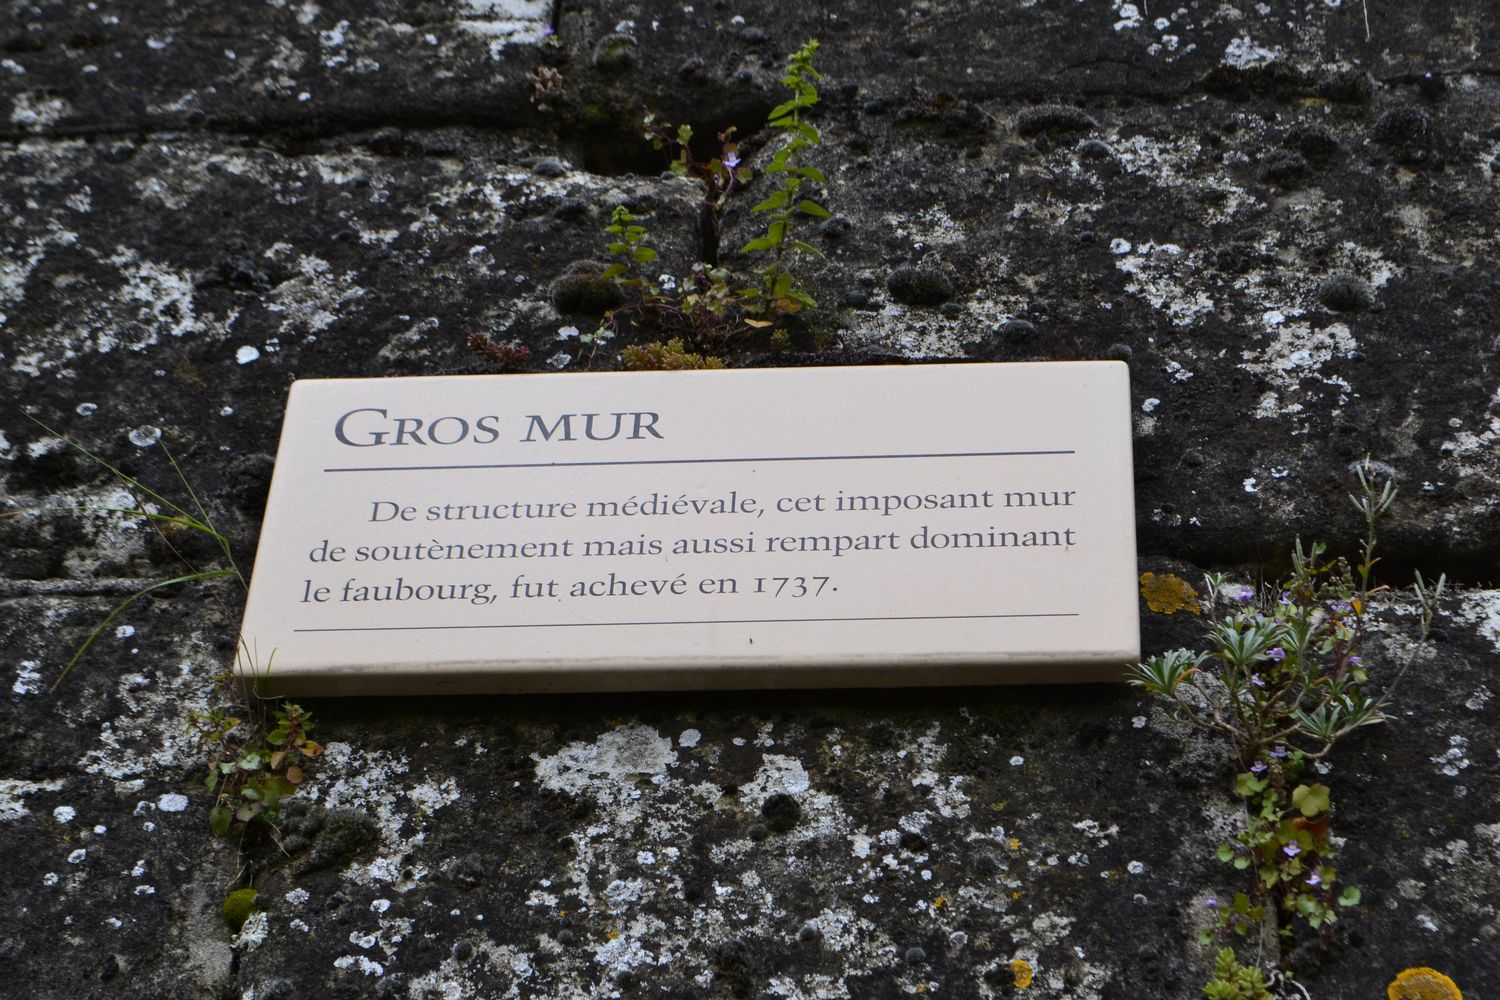 GROS MUR
De structure médiévale, cet imposant mur
de soutènement mais aussi rempart dominant
le faubourg, fut achevé en 1737.